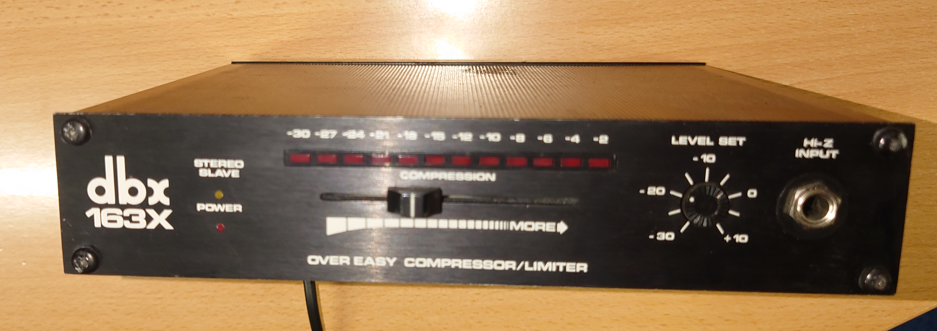 -30 -27 -24 -21 -18 -15 -12 -10 -8 -6 -4 -2
COMPRESSION
MORE
OVER EASY COMPRESSOR/LIMITER
dbx
163X
STEREO
SLAVE
POWER
LEVEL SET
-10
-20 0
-30 +10
Hi-Z
INPUT